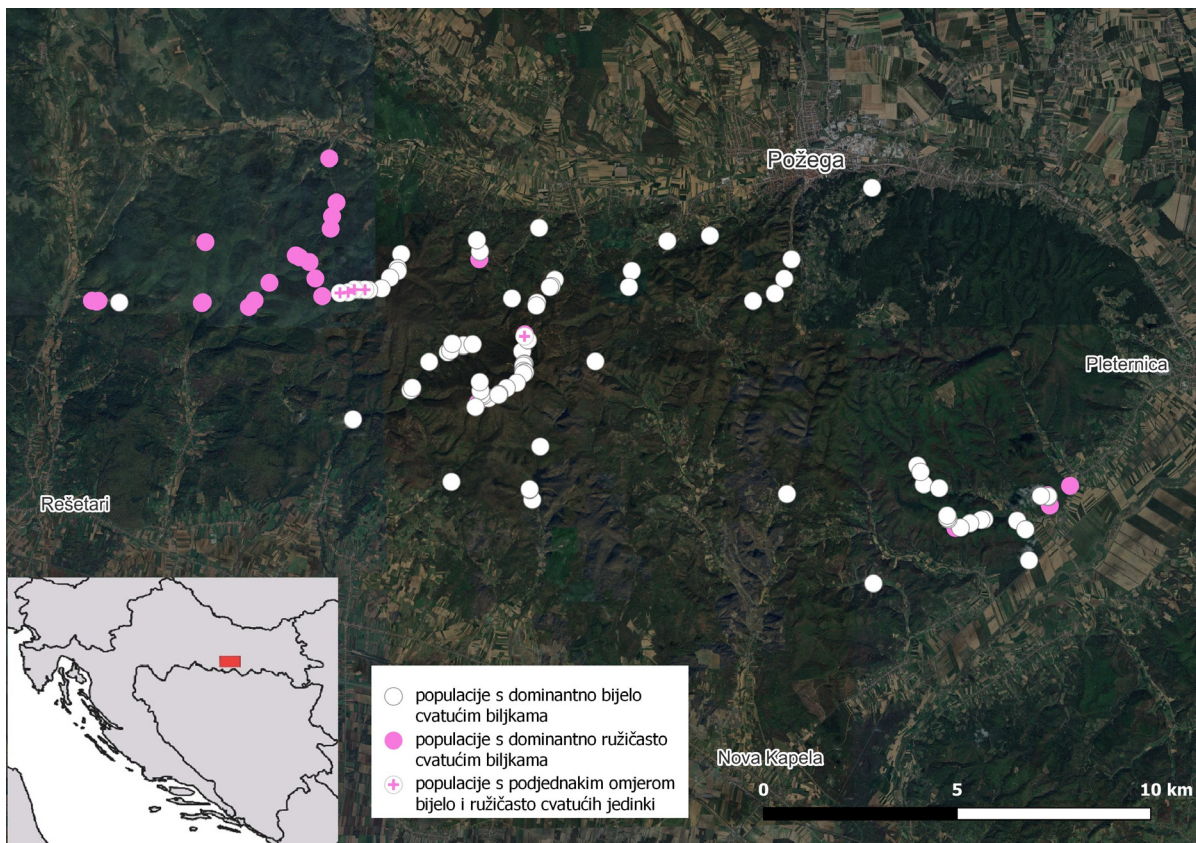 Požega
Pleternica
Rešetari
populacije s dominantno bijelo
cvatućim biljkama
populacije s dominantno ružičasto
cvatućim biljkama
populacije s podjednakim omjerom
bijelo i ružičasto cvatućih jedinki
Nova Kapela
0 5 10 km